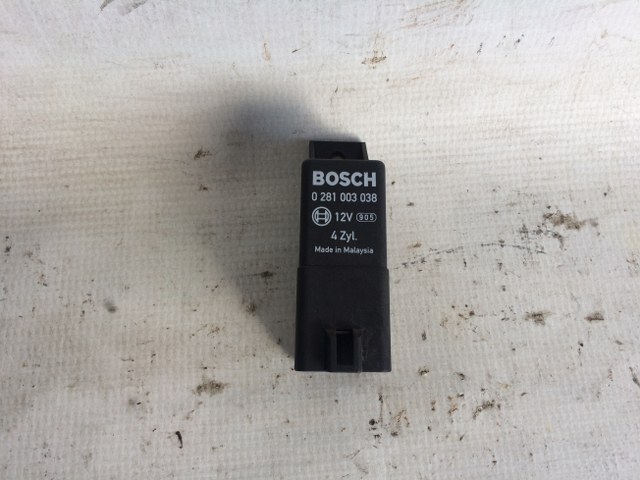 BOSCH
0 281 003 038
12V 905
4 Zyl.
Made in Malaysia